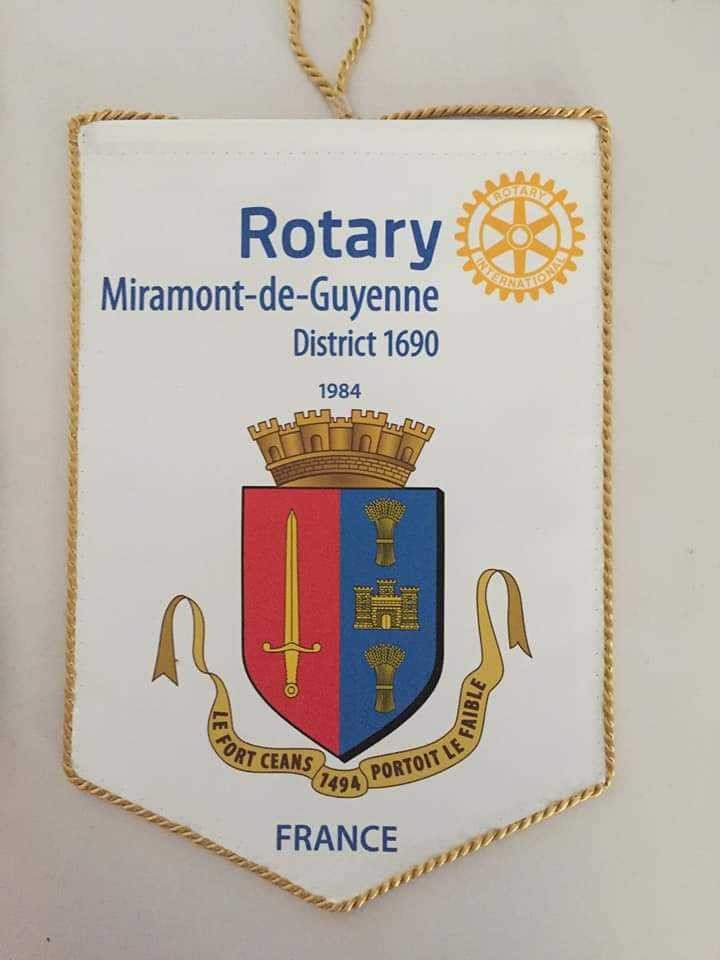 Rotary
ROTARY
INTERNATIONAL
Miramont-de-Guyenne
District 1690
1984
LE FORT CEANS 1494 PORTOIT LE FAIBLE
FRANCE